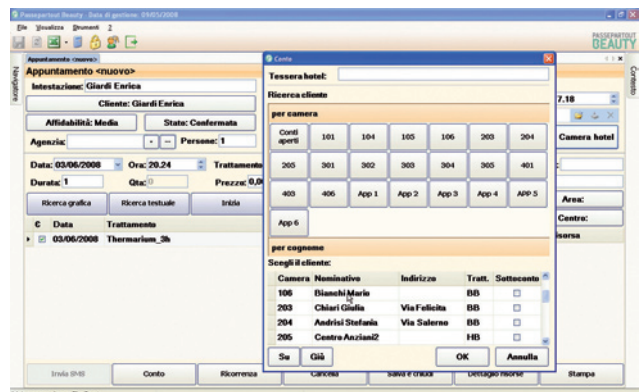 Passepartout Beauty Data di gestione: 09/05/2008
File Visualizza Strumenti ?
PASSEPARTOUT
BEAUTY
Navigatore
Contesto
Appuntamento <nuovo>
Appuntamento <nuovo>
Intestazione: Giardi Enrica
Cliente: Giardi Enrica
Affidabilità: Media
Stato: Confermata
Agenzia:
Persone: 1
Data: 03/06/2008
Ora: 20.24
Trattamento
Durata: 1
Qta: 0
Prezzo: 0,0
Ricerca grafica
Ricerca testuale
Inizia
C Data Trattamento
03/06/2008 Thermarium_3h
Invia SMS
Conto
Ricorrenza
Cancella
Salva e chiudi
Dettaglio risorse
Stampa
7.18
Camera hotel
Area:
Centro:
isorsa
Conto
Tessera hotel:
Ricerca cliente
per camera
Conti aperti 101 104 105 106 203 204
205 301 302 303 304 305 401
403 406 App 1 App 2 App 3 App 4 APP 5
App 6
per cognome
Scegli il cliente:
Camera Nominativo Indirizzo Tratt. Sottoconto
106 Bianchi Mario BB
203 Chiari Giulia Via Felicita BB
204 Andrisi Stefania Via Salerno BB
205 Centro Anziani2 HB
Su
Giù
OK
Annulla